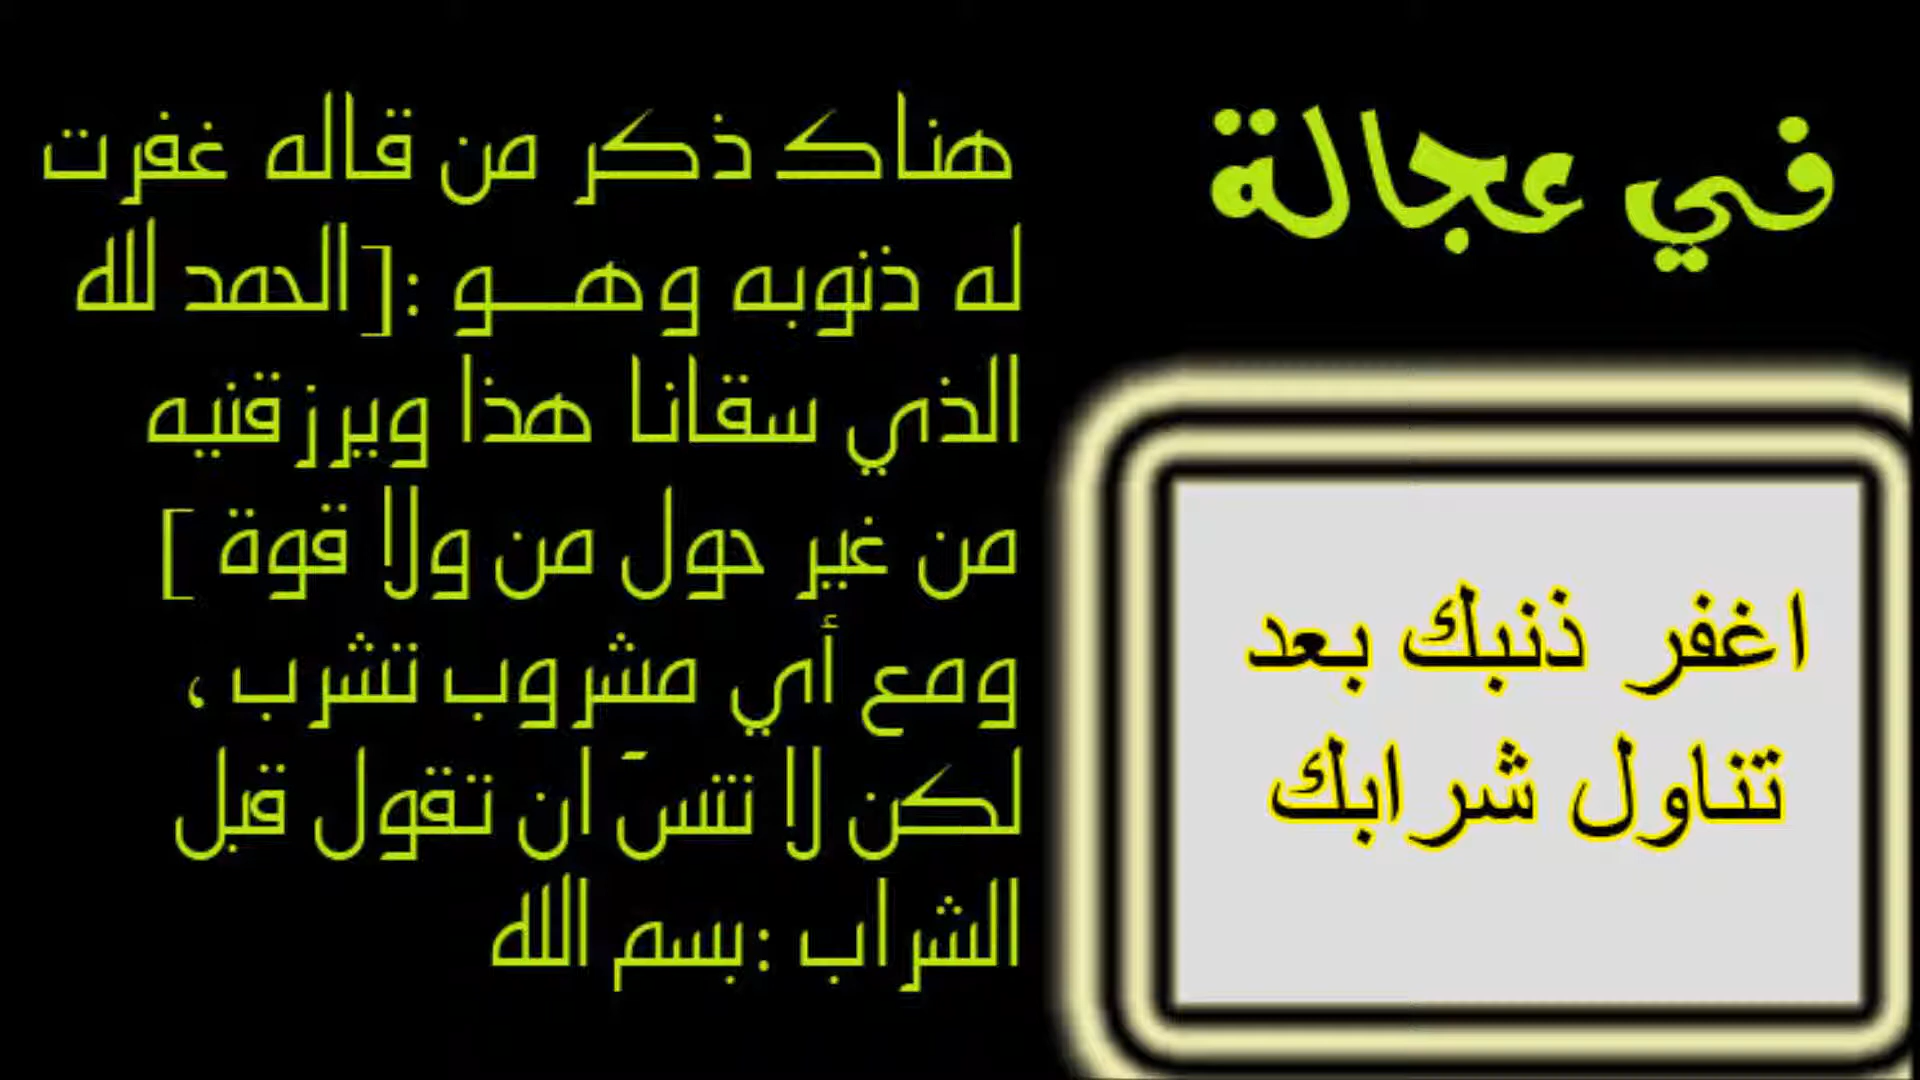 في عجالة
هناك ذكر من قاله غفرت
له ذنوبه وهــو :[الحمد لله
الذي سقانا هذا ويرزقنيه
من غير حول من ولا قوة ]
ومع أي مشروب تشرب ،
لكن لا تنسَ ان تقول قبل
الشراب :بسم الله
اغفر ذنبك بعد
تناول شرابك